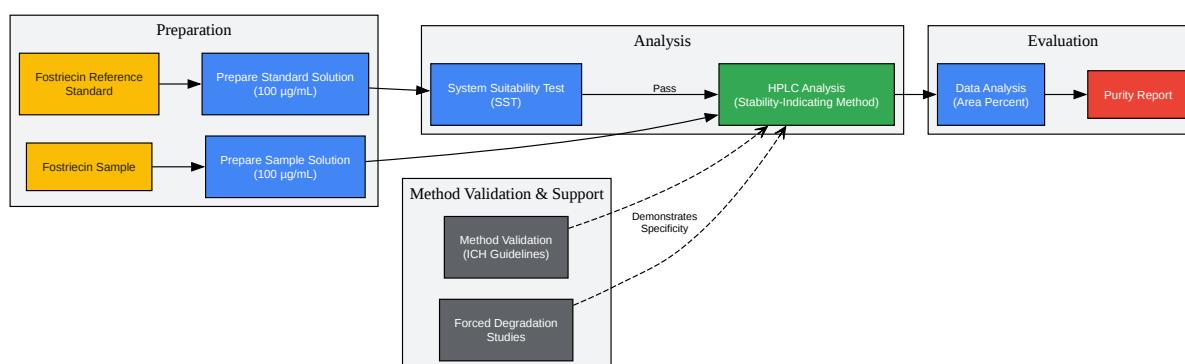 Preparation
Fostriecin Reference
Standard
Prepare Standard Solution
(100 µg/mL)
Fostriecin Sample
Prepare Sample Solution
(100 µg/mL)
Analysis
System Suitability Test
(SST)
Pass
HPLC Analysis
(Stability-Indicating Method)
Evaluation
Data Analysis
(Area Percent)
Purity Report
Method Validation & Support
Method Validation
(ICH Guidelines)
Demonstrates
Specificity
Forced Degradation
Studies